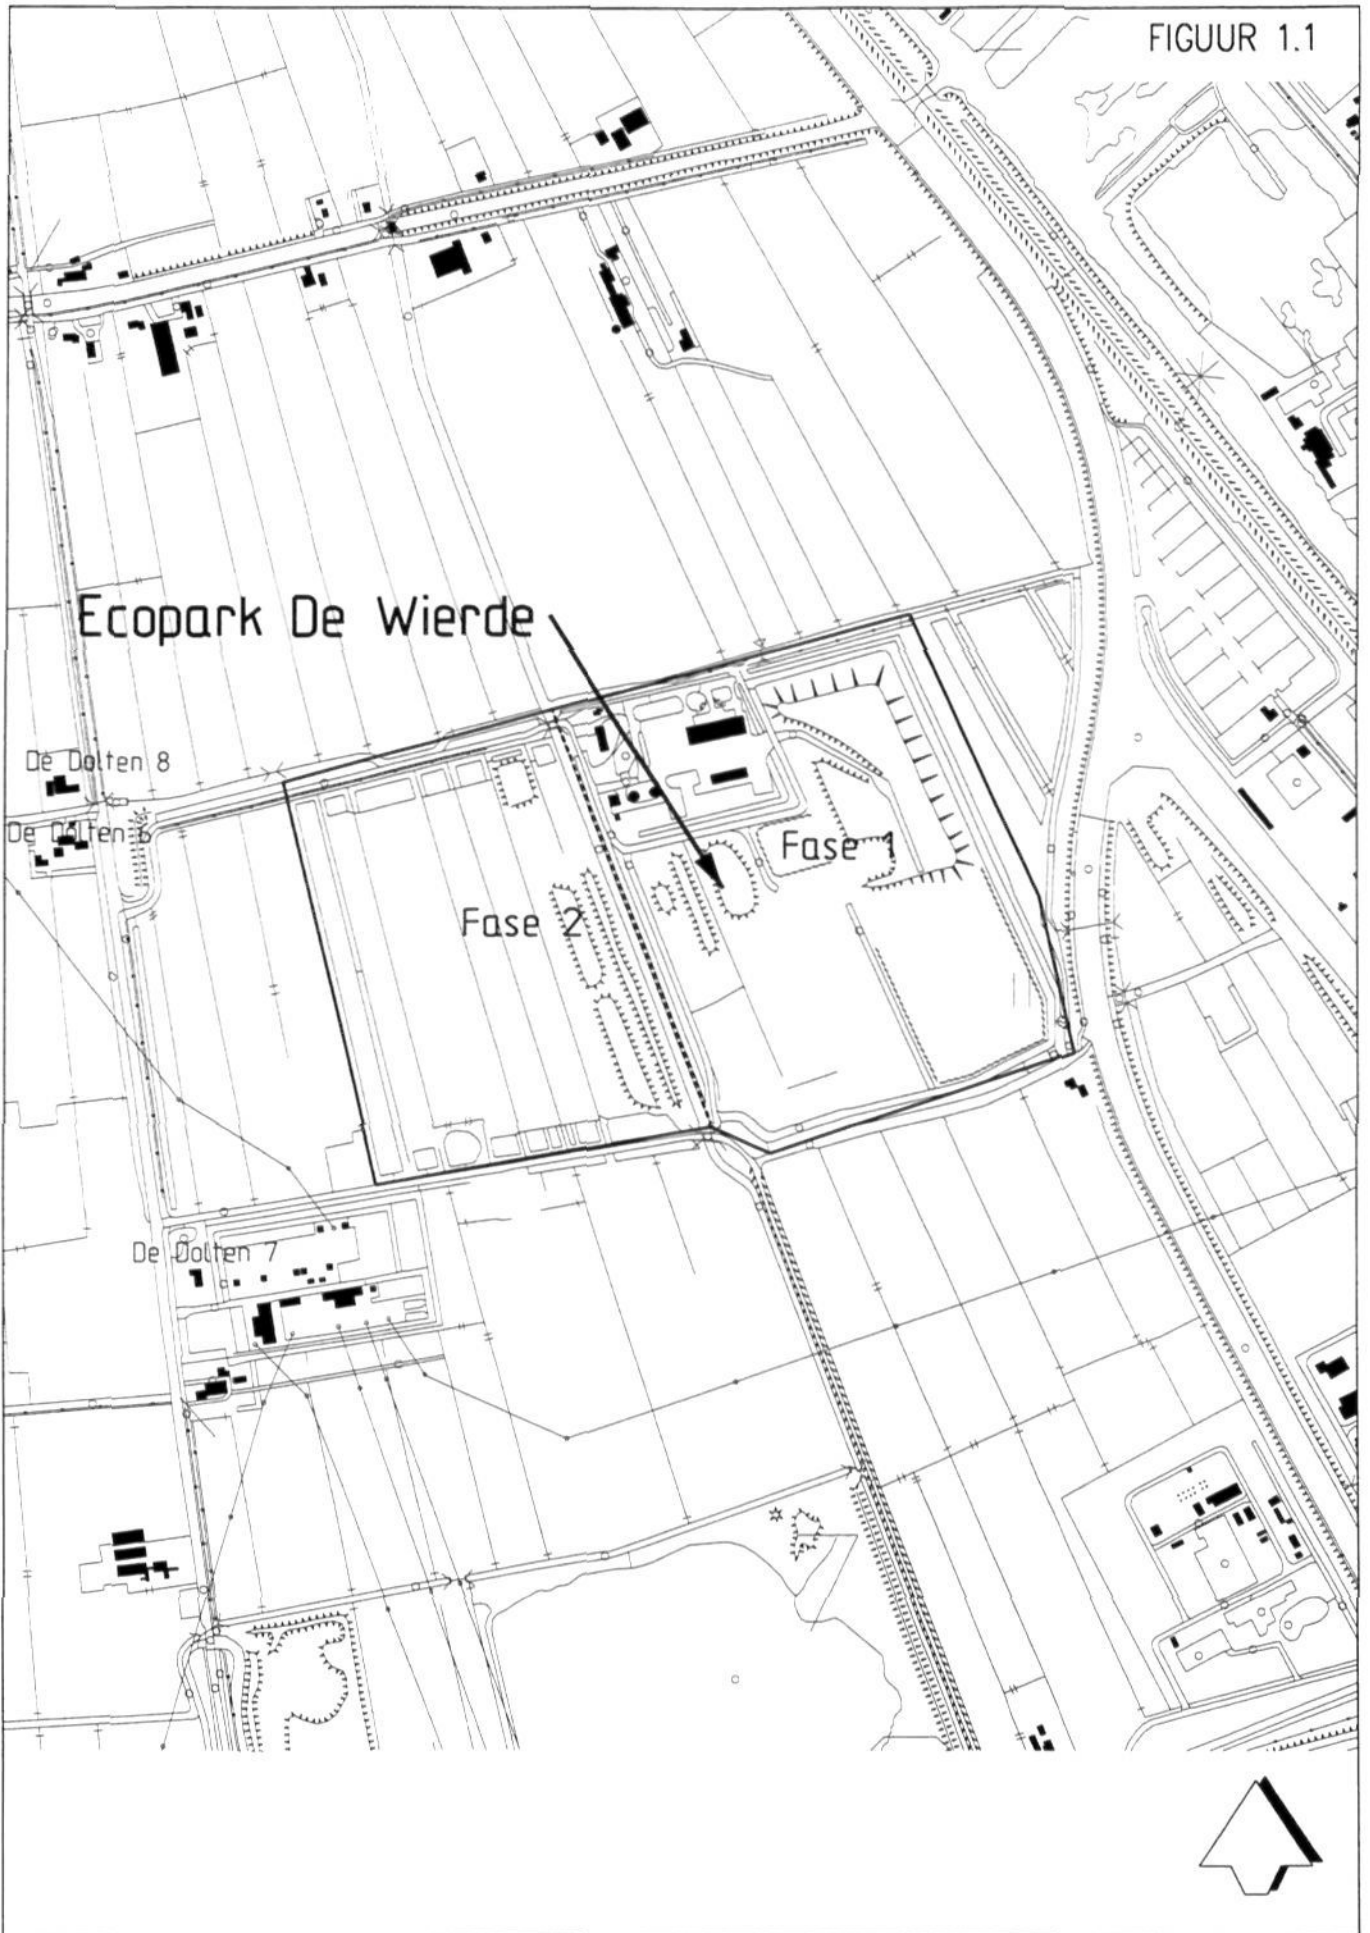 FIGUUR 1.1
Ecopark De Wierde
De Dolten 8
De Dolten 6
Fase 1
Fase 2
De Dolten 7